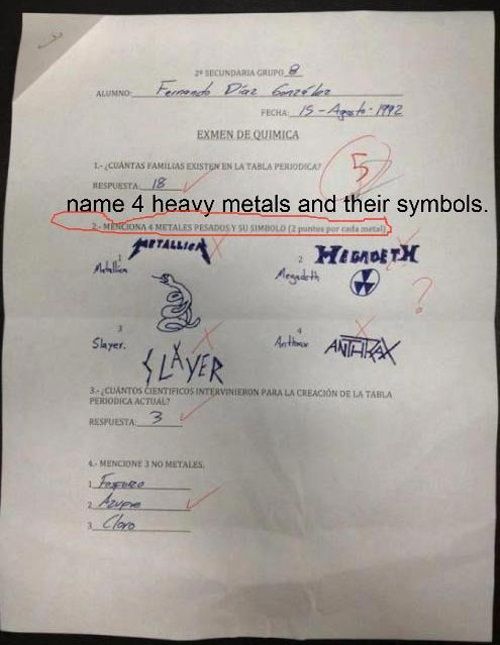 2º SECUNDARIA GRUPO 8
ALUMNO: Fernando Díaz González
FECHA: 15-Agosto-1992
EXMEN DE QUIMICA
1.- ¿CUÁNTAS FAMILIAS EXISTEN EN LA TABLA PERIODICA?
5
RESPUESTA: 18
name 4 heavy metals and their symbols.
2.- MENCIONA 4 METALES PESADOS Y SU SIMBOLO (2 puntos por cada metal).
1
Metallica
METALLICA
2
Megadeth
MEGADETH
?
3
Slayer.
SLAYER
4
Anthrax
ANTHRAX
3.- ¿CUÁNTOS CIENTIFICOS INTERVINIERON PARA LA CREACIÓN DE LA TABLA
PERIODICA ACTUAL?
RESPUESTA: 3
4.- MENCIONE 3 NO METALES.
1 Fosforo
2 Azufre
3 Cloro